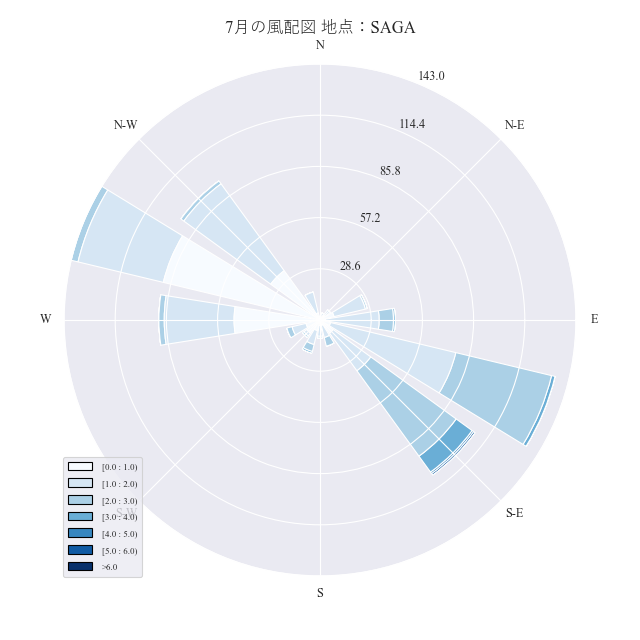 7月の風配図 地点：SAGA
N
143.0
N-W
114.4
N-E
85.8
57.2
28.6
W
E
[0.0 : 1.0)
[1.0 : 2.0)
[2.0 : 3.0)
S-W
S-E
[3.0 : 4.0)
[4.0 : 5.0)
[5.0 : 6.0)
>6.0
S